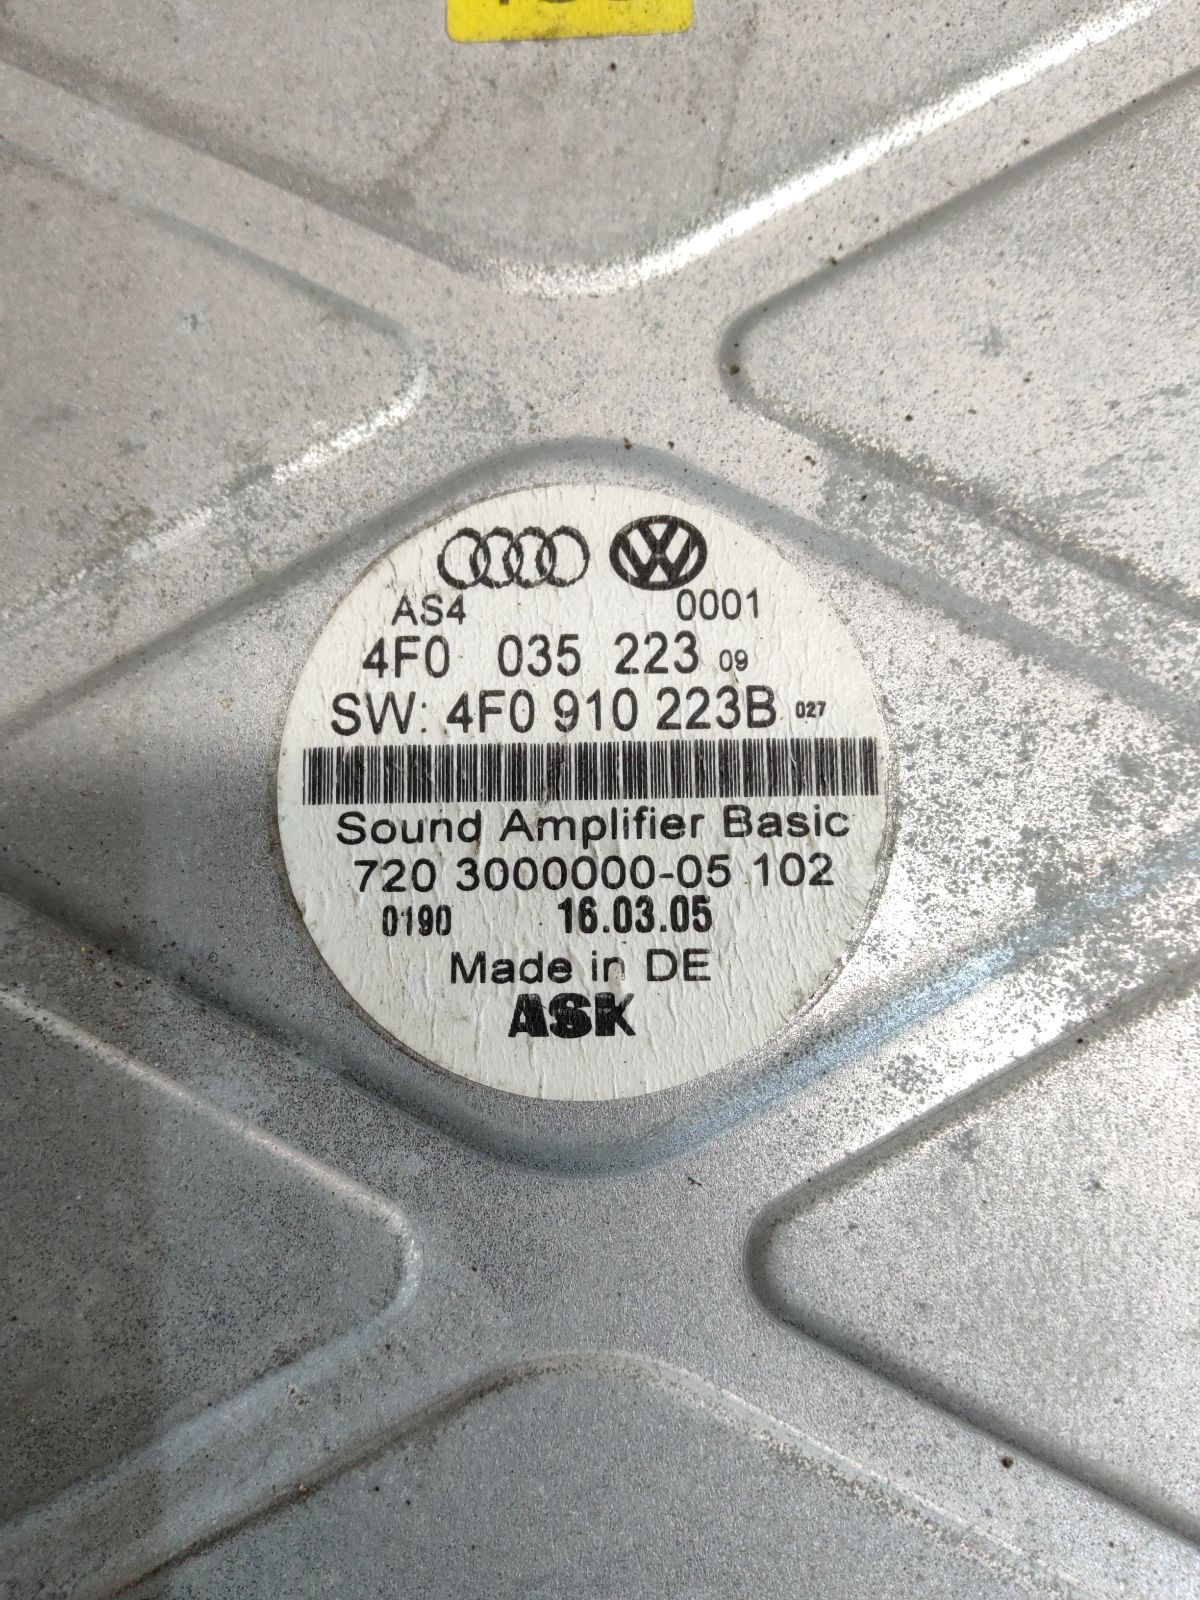 AS4 0001
4F0 035 223 09
SW: 4F0 910 223B 027
Sound Amplifier Basic
720 3000000-05 102
0190 16.03.05
Made in DE
ASK